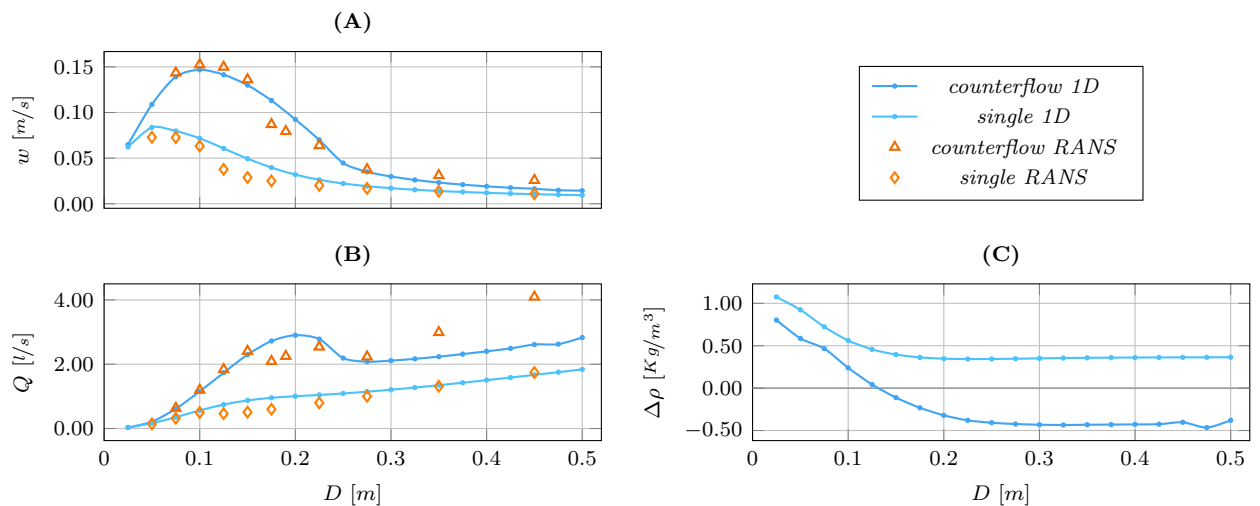 (A)
w [m/s]
0.15
0.10
0.05
0.00
counterflow 1D
single 1D
counterflow RANS
single RANS
(B)
Q [l/s]
4.00
2.00
0.00
0
0.1
0.2
0.3
0.4
0.5
D [m]
(C)
Δρ [Kg/m³]
1.00
0.50
0.00
−0.50
0
0.1
0.2
0.3
0.4
0.5
D [m]